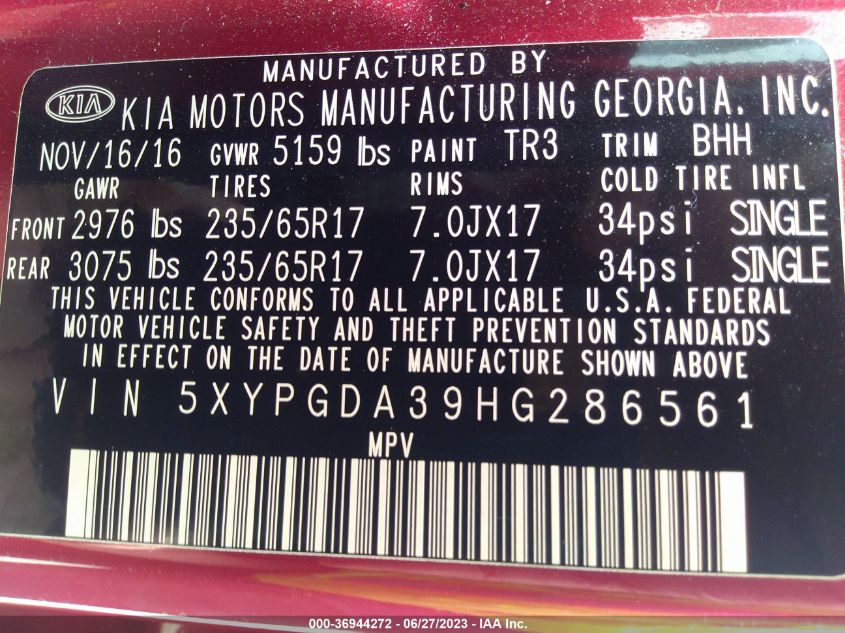 MANUFACTURED BY
KIA KIA MOTORS MANUFACTURING GEORGIA, INC.
NOV/16/16 GVWR 5159 lbs PAINT TR3 TRIM BHH
GAWR TIRES RIMS COLD TIRE INFL
FRONT 2976 lbs 235/65R17 7.0JX17 34psi SINGLE
REAR 3075 lbs 235/65R17 7.0JX17 34psi SINGLE
THIS VEHICLE CONFORMS TO ALL APPLICABLE U.S.A. FEDERAL
MOTOR VEHICLE SAFETY AND THEFT PREVENTION STANDARDS
IN EFFECT ON THE DATE OF MANUFACTURE SHOWN ABOVE
VIN 5XYPGDA39HG286561
MPV
000-36944272 - 06/27/2023 - IAA Inc.